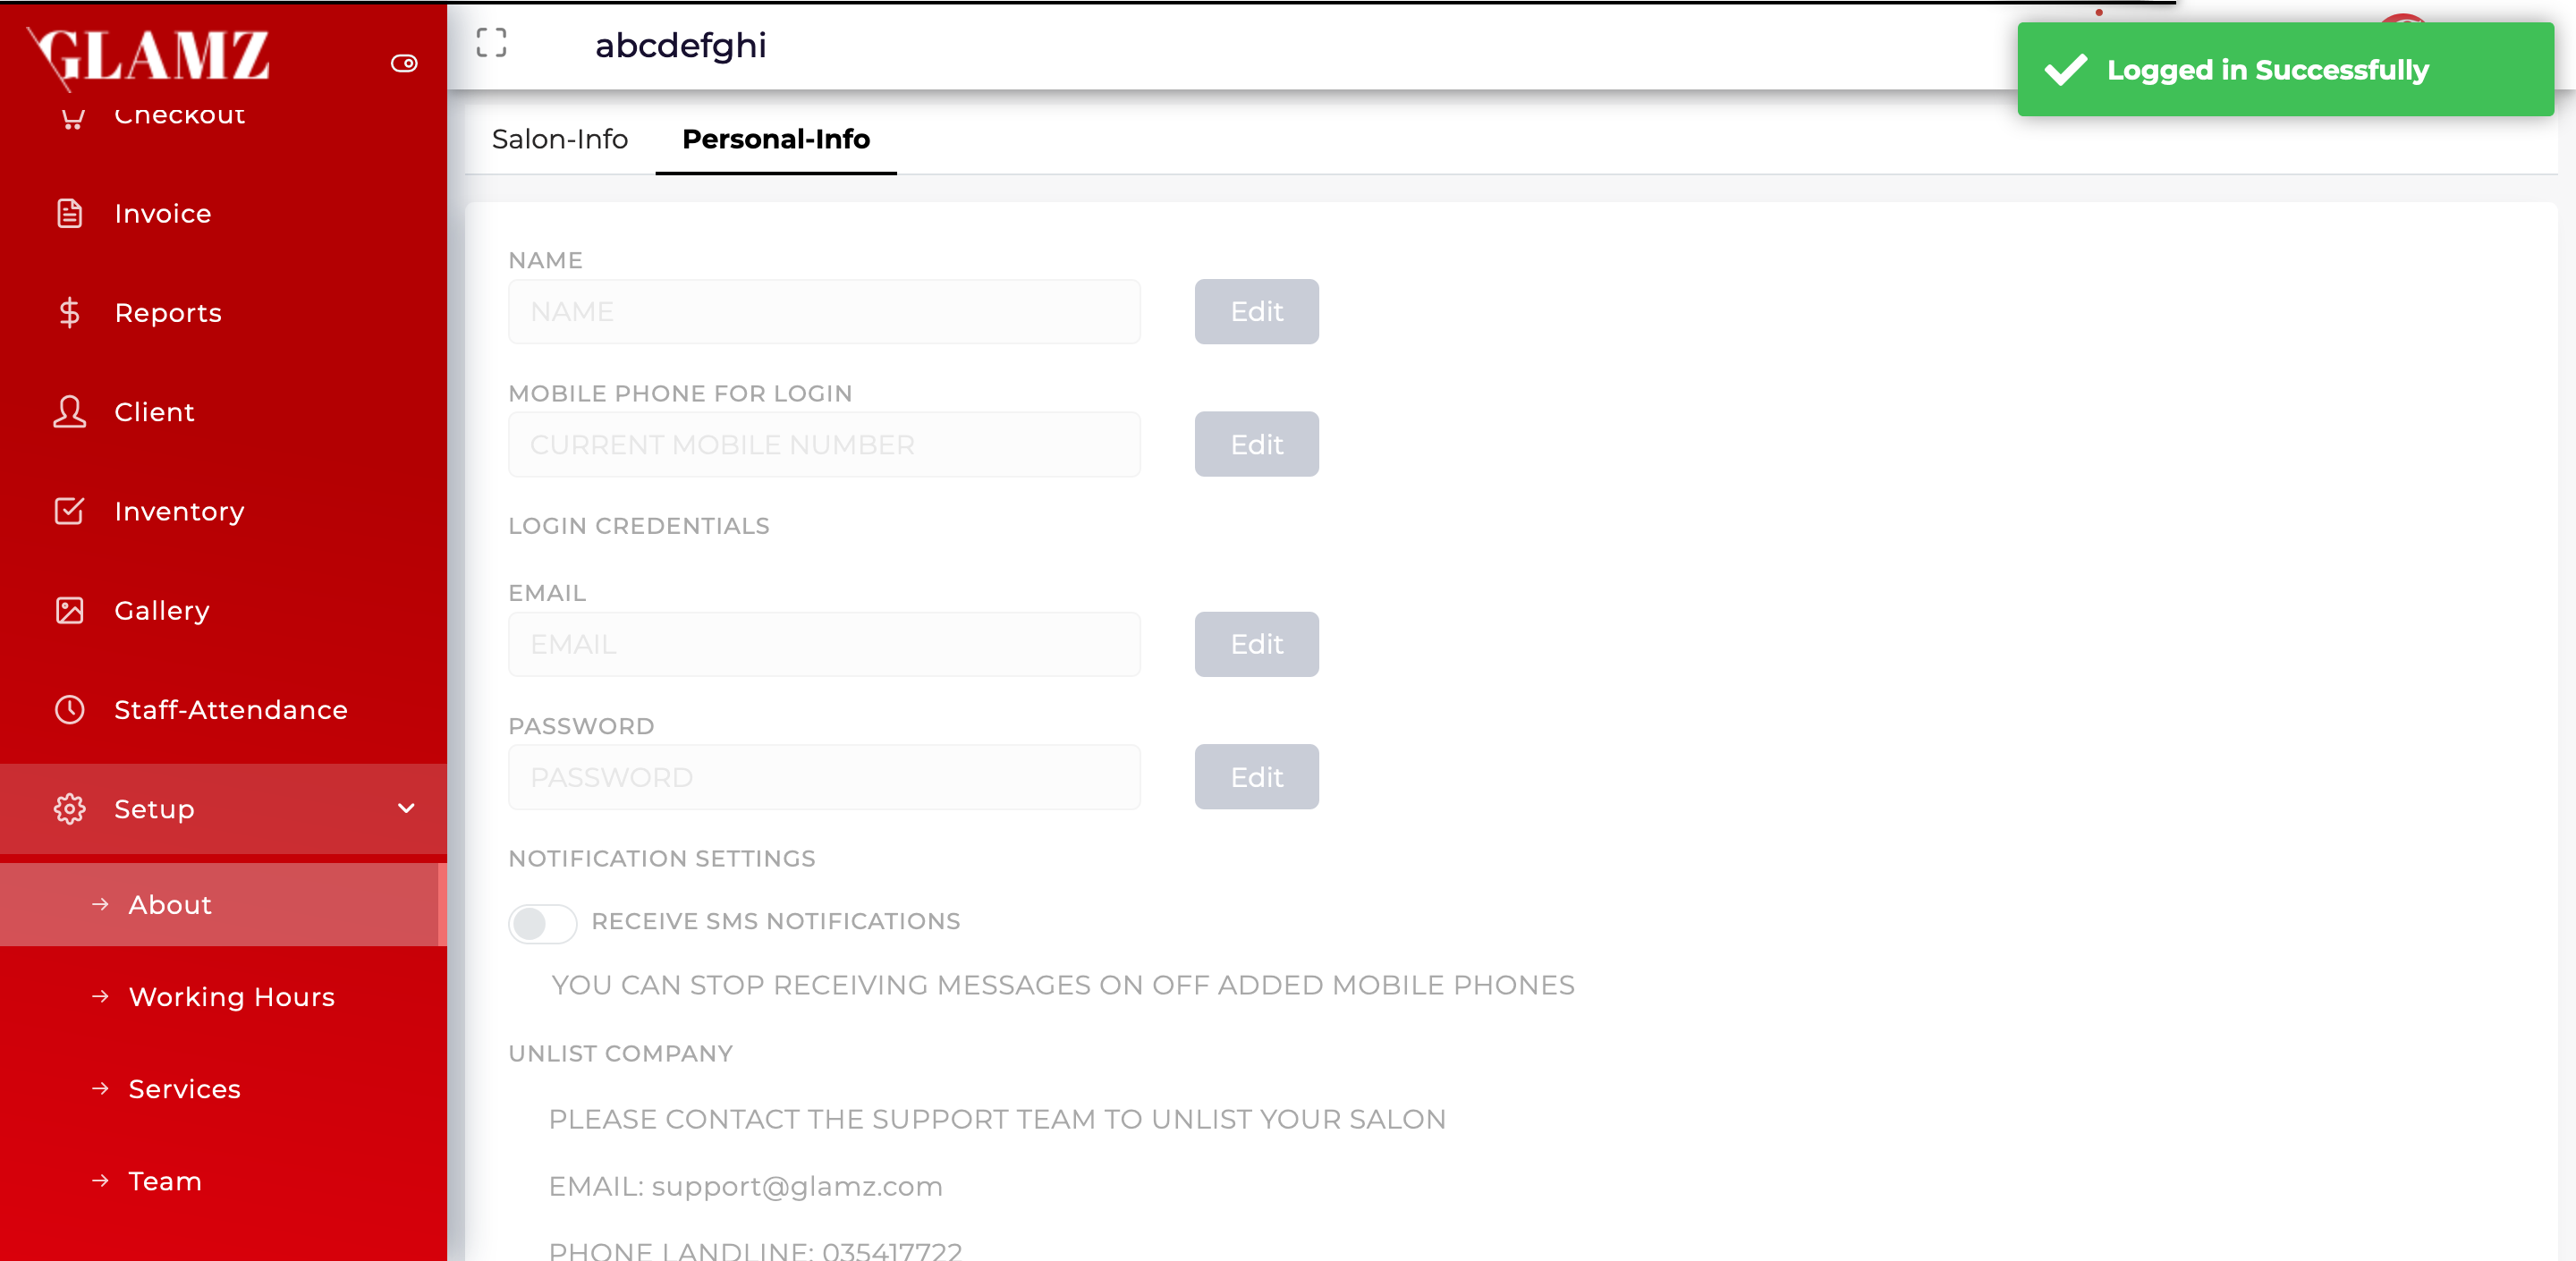 GLAMZ
abcdefghi
Logged in Successfully
Checkout
Invoice
Reports
Client
Inventory
Gallery
Staff-Attendance
Setup
About
Working Hours
Services
Team
Salon-Info
Personal-Info
NAME
NAME
Edit
MOBILE PHONE FOR LOGIN
CURRENT MOBILE NUMBER
Edit
LOGIN CREDENTIALS
EMAIL
EMAIL
Edit
PASSWORD
PASSWORD
Edit
NOTIFICATION SETTINGS
RECEIVE SMS NOTIFICATIONS
YOU CAN STOP RECEIVING MESSAGES ON OFF ADDED MOBILE PHONES
UNLIST COMPANY
PLEASE CONTACT THE SUPPORT TEAM TO UNLIST YOUR SALON
EMAIL: support@glamz.com
PHONE LANDLINE: 035417722